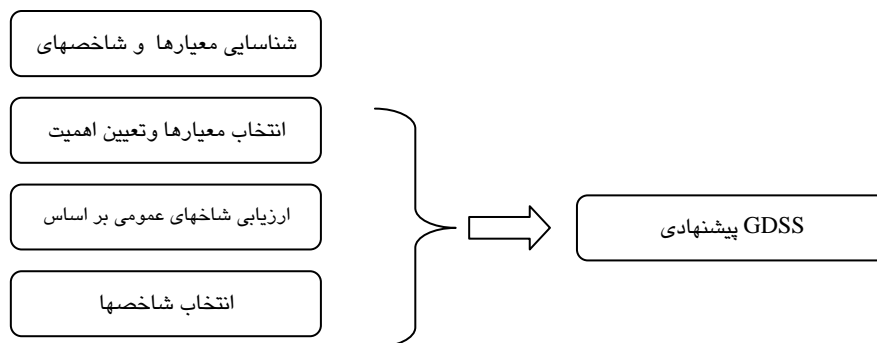 شناسایی معیارها و شاخصهای
انتخاب معیارها وتعیین اهمیت
ارزیابی شاخهای عمومی بر اساس
انتخاب شاخصها
GDSS پیشنهادی